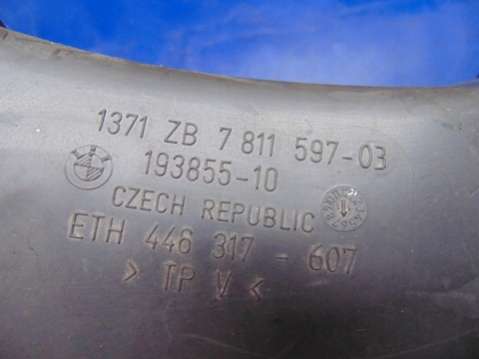 1371 ZB 7 811 597-03
193855-10
CZECH REPUBLIC
ETH 446 317 - 607
> TP V <